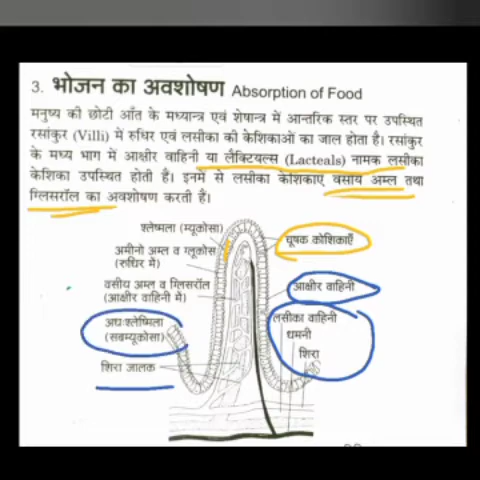 3. भोजन का अवशोषण Absorption of Food
मनुष्य की छोटी आँत के मध्यान्त्र एवं शेषान्त्र में आन्तरिक स्तर पर उपस्थित
रसांकुर (Villi) में रुधिर एवं लसीका की केशिकाओं का जाल होता है। रसांकुर
के मध्य भाग में आक्षीर वाहिनी या लैक्टियल्स (Lacteals) नामक लसीका
केशिका उपस्थित होती है। इनमें से लसीका केशिकाएँ वसीय अम्ल तथा
ग्लिसरॉल का अवशोषण करती हैं।
श्लेष्मला (म्यूकोसा)
अमीनो अम्ल व ग्लूकोस
(रुधिर में)
वसीय अम्ल व ग्लिसरॉल
(आक्षीर वाहिनी में)
अधःश्लेष्मिला
(सबम्यूकोसा)
शिरा जालक
चूषक कोशिकाएँ
आक्षीर वाहिनी
लसीका वाहिनी
धमनी
शिरा